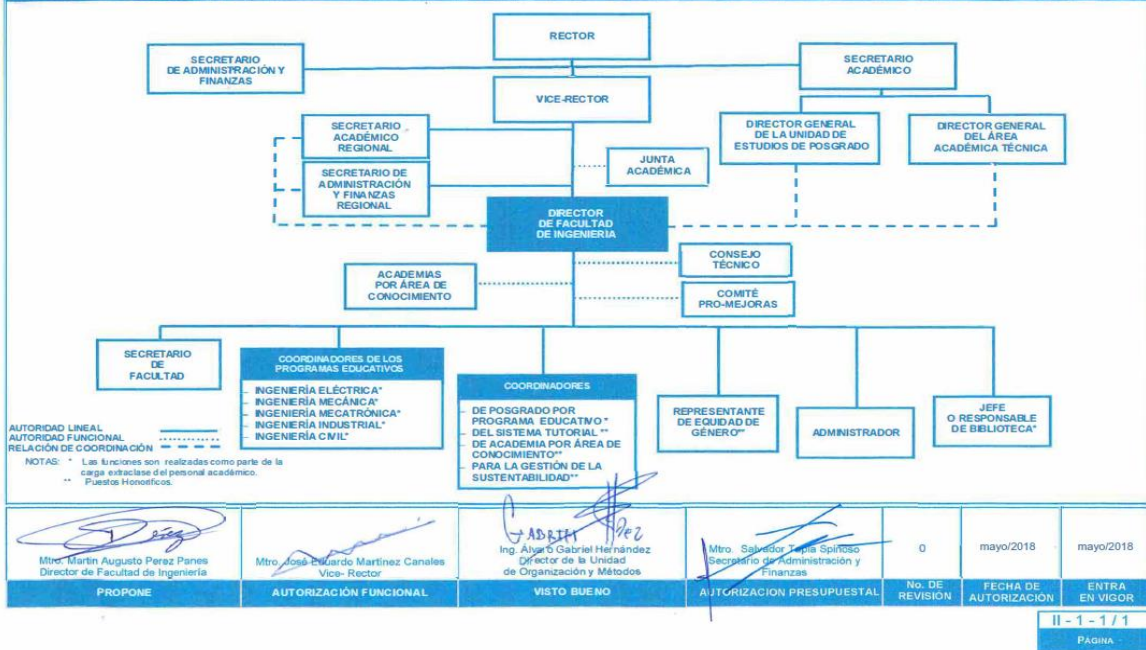 RECTOR
SECRETARIO
DE ADMINISTRACIÓN Y
FINANZAS
SECRETARIO
ACADÉMICO
VICE-RECTOR
SECRETARIO
ACADÉMICO
REGIONAL
DIRECTOR GENERAL
DE LA UNIDAD DE
ESTUDIOS DE POSGRADO
DIRECTOR GENERAL
DEL ÁREA
ACADÉMICA TÉCNICA
JUNTA
ACADÉMICA
SECRETARIO DE
ADMINISTRACIÓN
Y FINANZAS
REGIONAL
DIRECTOR
DE FACULTAD
DE INGENIERIA
CONSEJO
TÉCNICO
ACADEMIAS
POR ÁREA DE
CONOCIMIENTO
COMITÉ
PRO-MEJORAS
SECRETARIO
DE
FACULTAD
COORDINADORES DE LOS
PROGRAMAS EDUCATIVOS
INGENIERÍA ELÉCTRICA*
INGENIERÍA MECÁNICA*
INGENIERÍA MECATRÓNICA*
INGENIERÍA INDUSTRIAL*
INGENIERÍA CIVIL*
COORDINADORES
DE POSGRADO POR
PROGRAMA EDUCATIVO *
DEL SISTEMA TUTORIAL **
DE ACADEMIA POR ÁREA DE
CONOCIMIENTO**
PARA LA GESTIÓN DE LA
SUSTENTABILIDAD**
REPRESENTANTE
DE EQUIDAD DE
GÉNERO**
ADMINISTRADOR
JEFE
O RESPONSABLE
DE BIBLIOTECA*
AUTORIDAD LINEAL
AUTORIDAD FUNCIONAL
RELACIÓN DE COORDINACIÓN
NOTAS: * Las funciones son realizadas como parte de la
carga extraclase del personal académico.
** Puestos Honoríficos.
Mtro. Martin Augusto Perez Panes
Director de Facultad de Ingeniería
PROPONE
Mtro. José Eduardo Martínez Canales
Vice- Rector
AUTORIZACIÓN FUNCIONAL
Ing. Álvaro Gabriel Hernández
Director de la Unidad
de Organización y Métodos
VISTO BUENO
Mtro. Salvador Tapia Spinoso
Secretario de Administración y
Finanzas
AUTORIZACION PRESUPUESTAL
0
No. DE
REVISIÓN
mayo/2018
FECHA DE
AUTORIZACIÓN
mayo/2018
ENTRA
EN VIGOR
II - 1 - 1 / 1
PÁGINA -